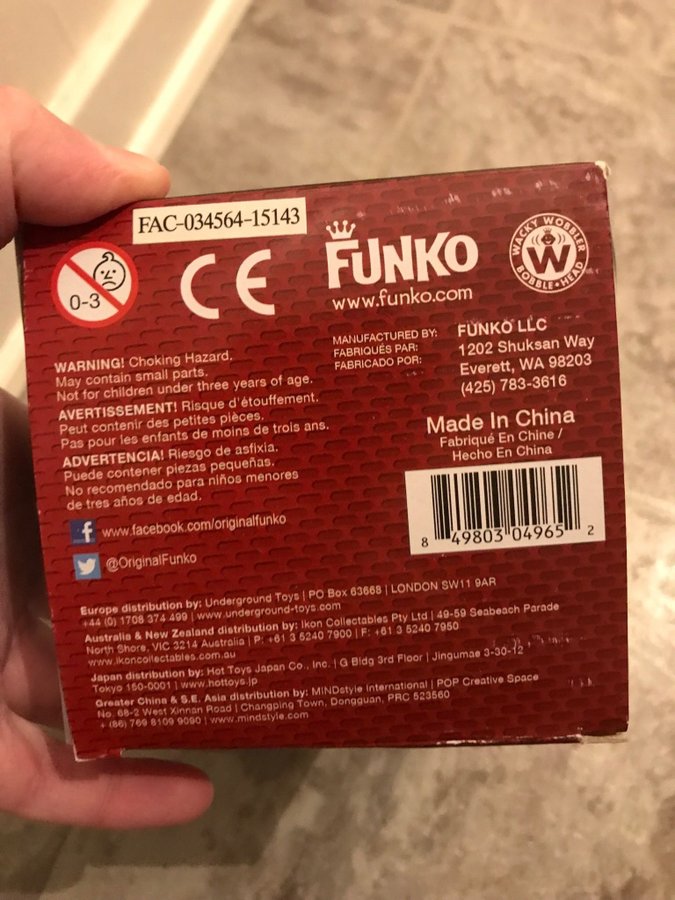 FAC-034564-15143
0-3
CE
FUNKO
www.funko.com
WACKY WOBBLER
W
BOBBLE-HEAD
MANUFACTURED BY:
FABRIQUÉS PAR:
FABRICADO POR:
FUNKO LLC
1202 Shuksan Way
Everett, WA 98203
(425) 783-3616
WARNING! Choking Hazard.
May contain small parts.
Not for children under three years of age.
AVERTISSEMENT! Risque d'étouffement.
Peut contenir des petites pièces.
Pas pour les enfants de moins de trois ans.
ADVERTENCIA! Riesgo de asfixia.
Puede contener piezas pequeñas.
No recomendado para niños menores
de tres años de edad.
Made In China
Fabriqué En Chine /
Hecho En China
8 49803 04965 2
f www.facebook.com/originalfunko
@OriginalFunko
Europe distribution by: Underground Toys | PO Box 63668 | LONDON SW11 9AR
+44 (0) 1708 374 499 | www.underground-toys.com
Australia & New Zealand distribution by: Ikon Collectables Pty Ltd | 49-59 Seabeach Parade
North Shore, VIC 3214 Australia | P: +61 3 5240 7900 | F: +61 3 5240 7950
www.ikoncollectables.com.au
Japan distribution by: Hot Toys Japan Co., Inc. | G Bldg 3rd Floor | Jingumae 3-30-12
Tokyo 150-0001 | www.hottoys.jp
Greater China & S.E. Asia distribution by: MINDstyle International | POP Creative Space
No. 68-2 West Xinnan Road | Changping Town, Dongguan, PRC 523560
+ (86) 769 8109 9090 | www.mindstyle.com